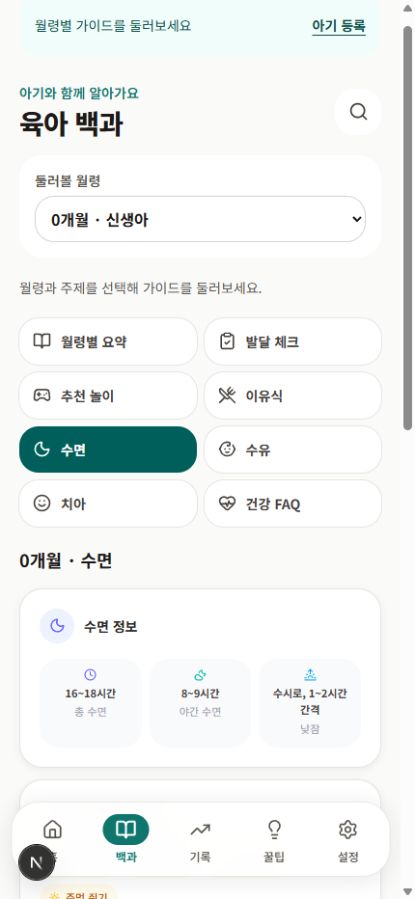 월령별 가이드를 둘러보세요
아기 등록
아기와 함께 알아가요
육아 백과
둘러볼 월령
0개월 · 신생아
월령과 주제를 선택해 가이드를 둘러보세요.
월령별 요약
발달 체크
추천 놀이
이유식
수면
수유
치아
건강 FAQ
0개월 · 수면
수면 정보
16~18시간
총 수면
8~9시간
야간 수면
수시로, 1~2시간
간격
낮잠
N
백과
기록
꿀팁
설정